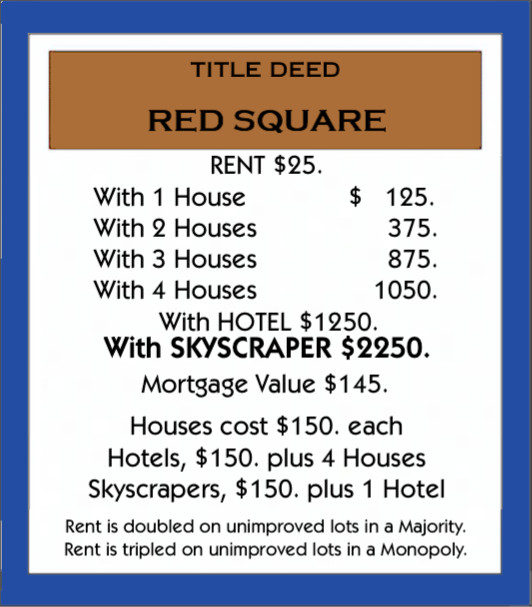 TITLE DEED
RED SQUARE
RENT $25.
With 1 House $ 125.
With 2 Houses 375.
With 3 Houses 875.
With 4 Houses 1050.
With HOTEL $1250.
With SKYSCRAPER $2250.
Mortgage Value $145.
Houses cost $150. each
Hotels, $150. plus 4 Houses
Skyscrapers, $150. plus 1 Hotel
Rent is doubled on unimproved lots in a Majority.
Rent is tripled on unimproved lots in a Monopoly.